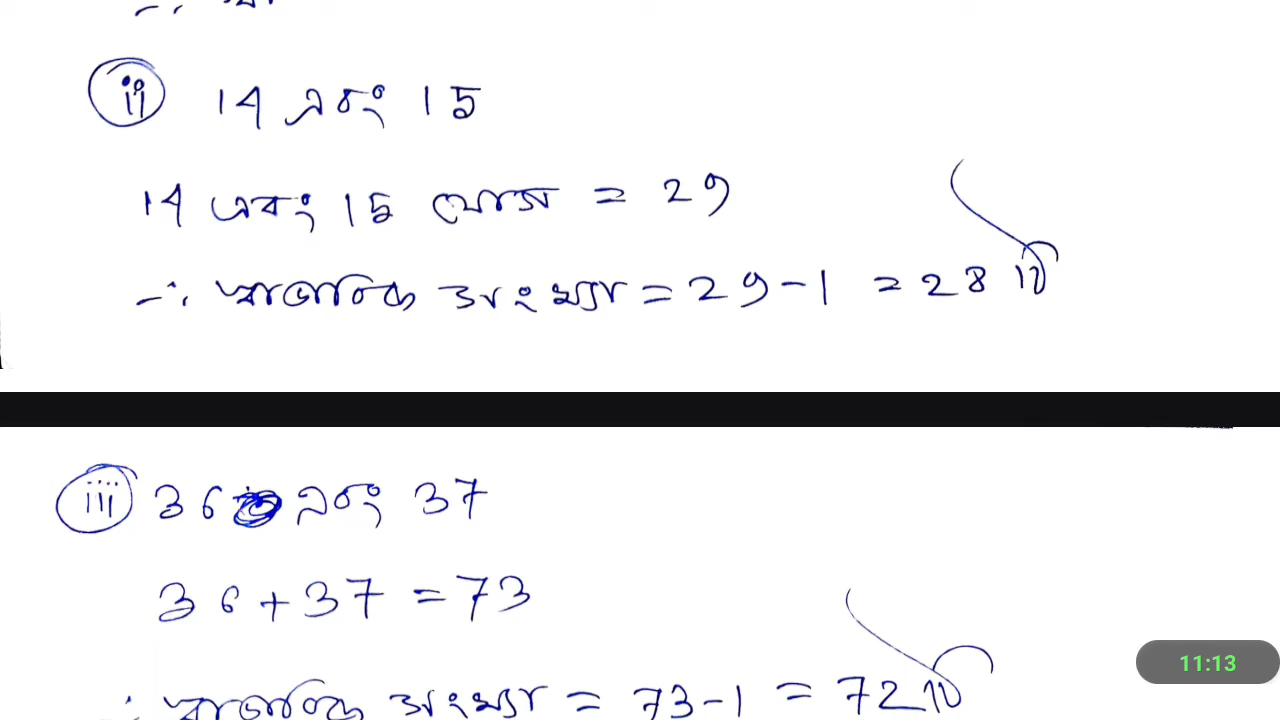 ii 14 এবং 15
14 এবং 15 যোগ = 29
∴ স্বাভাবিক সংখ্যা = 29 - 1 = 28 টি
iii 36 এবং 37
36 + 37 = 73
∴ স্বাভাবিক সংখ্যা = 73 - 1 = 72 টি
11:13